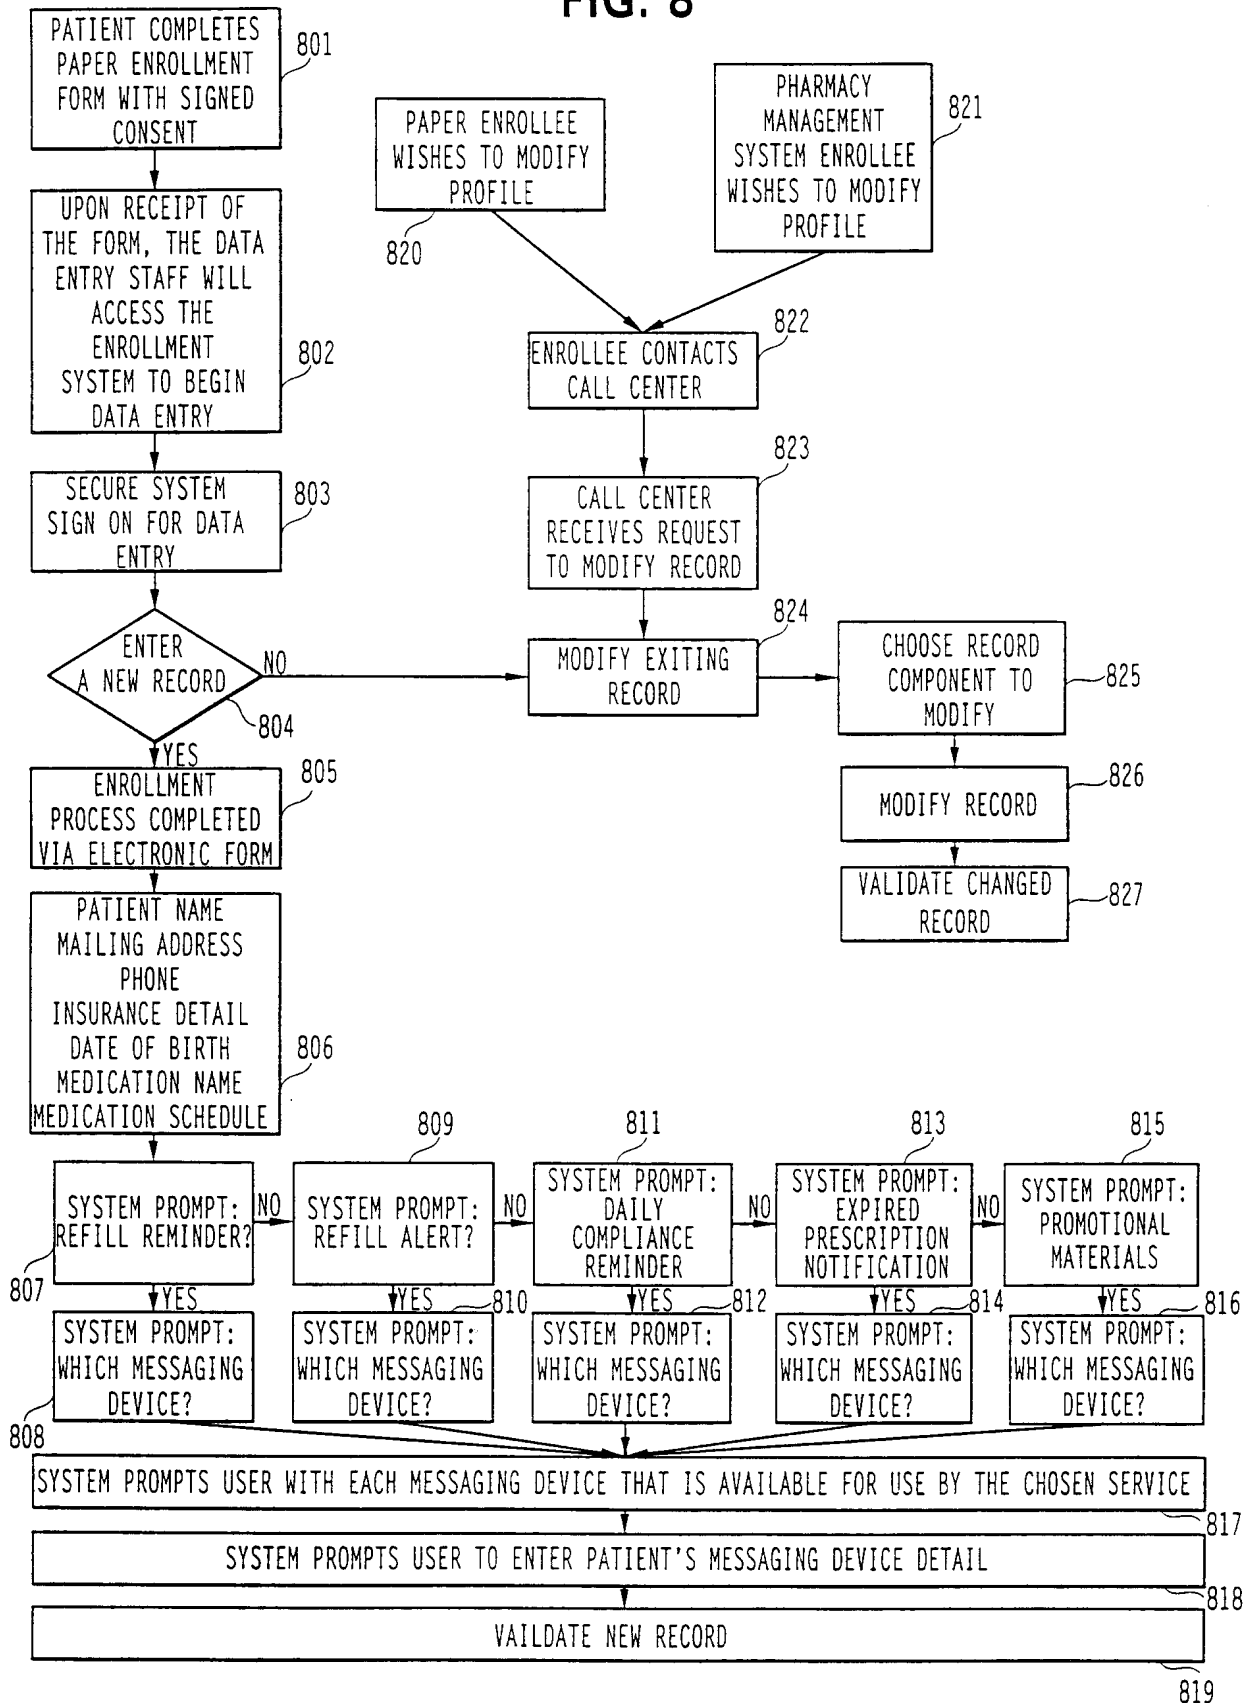 FIG. 8
PATIENT COMPLETES
PAPER ENROLLMENT
FORM WITH SIGNED
CONSENT
801
UPON RECEIPT OF
THE FORM, THE DATA
ENTRY STAFF WILL
ACCESS THE
ENROLLMENT
SYSTEM TO BEGIN
DATA ENTRY
802
SECURE SYSTEM
SIGN ON FOR DATA
ENTRY
803
ENTER
A NEW RECORD
804
NO
YES
PAPER ENROLLEE
WISHES TO MODIFY
PROFILE
820
PHARMACY
MANAGEMENT
SYSTEM ENROLLEE
WISHES TO MODIFY
PROFILE
821
ENROLLEE CONTACTS
CALL CENTER
822
CALL CENTER
RECEIVES REQUEST
TO MODIFY RECORD
823
MODIFY EXITING
RECORD
824
CHOOSE RECORD
COMPONENT TO
MODIFY
825
MODIFY RECORD
826
VALIDATE CHANGED
RECORD
827
ENROLLMENT
PROCESS COMPLETED
VIA ELECTRONIC FORM
805
PATIENT NAME
MAILING ADDRESS
PHONE
INSURANCE DETAIL
DATE OF BIRTH
MEDICATION NAME
MEDICATION SCHEDULE
806
SYSTEM PROMPT:
REFILL REMINDER?
807
NO
YES
SYSTEM PROMPT:
REFILL ALERT?
809
NO
YES
SYSTEM PROMPT:
DAILY
COMPLIANCE
REMINDER
811
NO
YES
SYSTEM PROMPT:
EXPIRED
PRESCRIPTION
NOTIFICATION
813
NO
YES
SYSTEM PROMPT:
PROMOTIONAL
MATERIALS
815
YES
SYSTEM PROMPT:
WHICH MESSAGING
DEVICE?
808
SYSTEM PROMPT:
WHICH MESSAGING
DEVICE?
810
SYSTEM PROMPT:
WHICH MESSAGING
DEVICE?
812
SYSTEM PROMPT:
WHICH MESSAGING
DEVICE?
814
SYSTEM PROMPT:
WHICH MESSAGING
DEVICE?
816
SYSTEM PROMPTS USER WITH EACH MESSAGING DEVICE THAT IS AVAILABLE FOR USE BY THE CHOSEN SERVICE
817
SYSTEM PROMPTS USER TO ENTER PATIENT'S MESSAGING DEVICE DETAIL
818
VAILDATE NEW RECORD
819